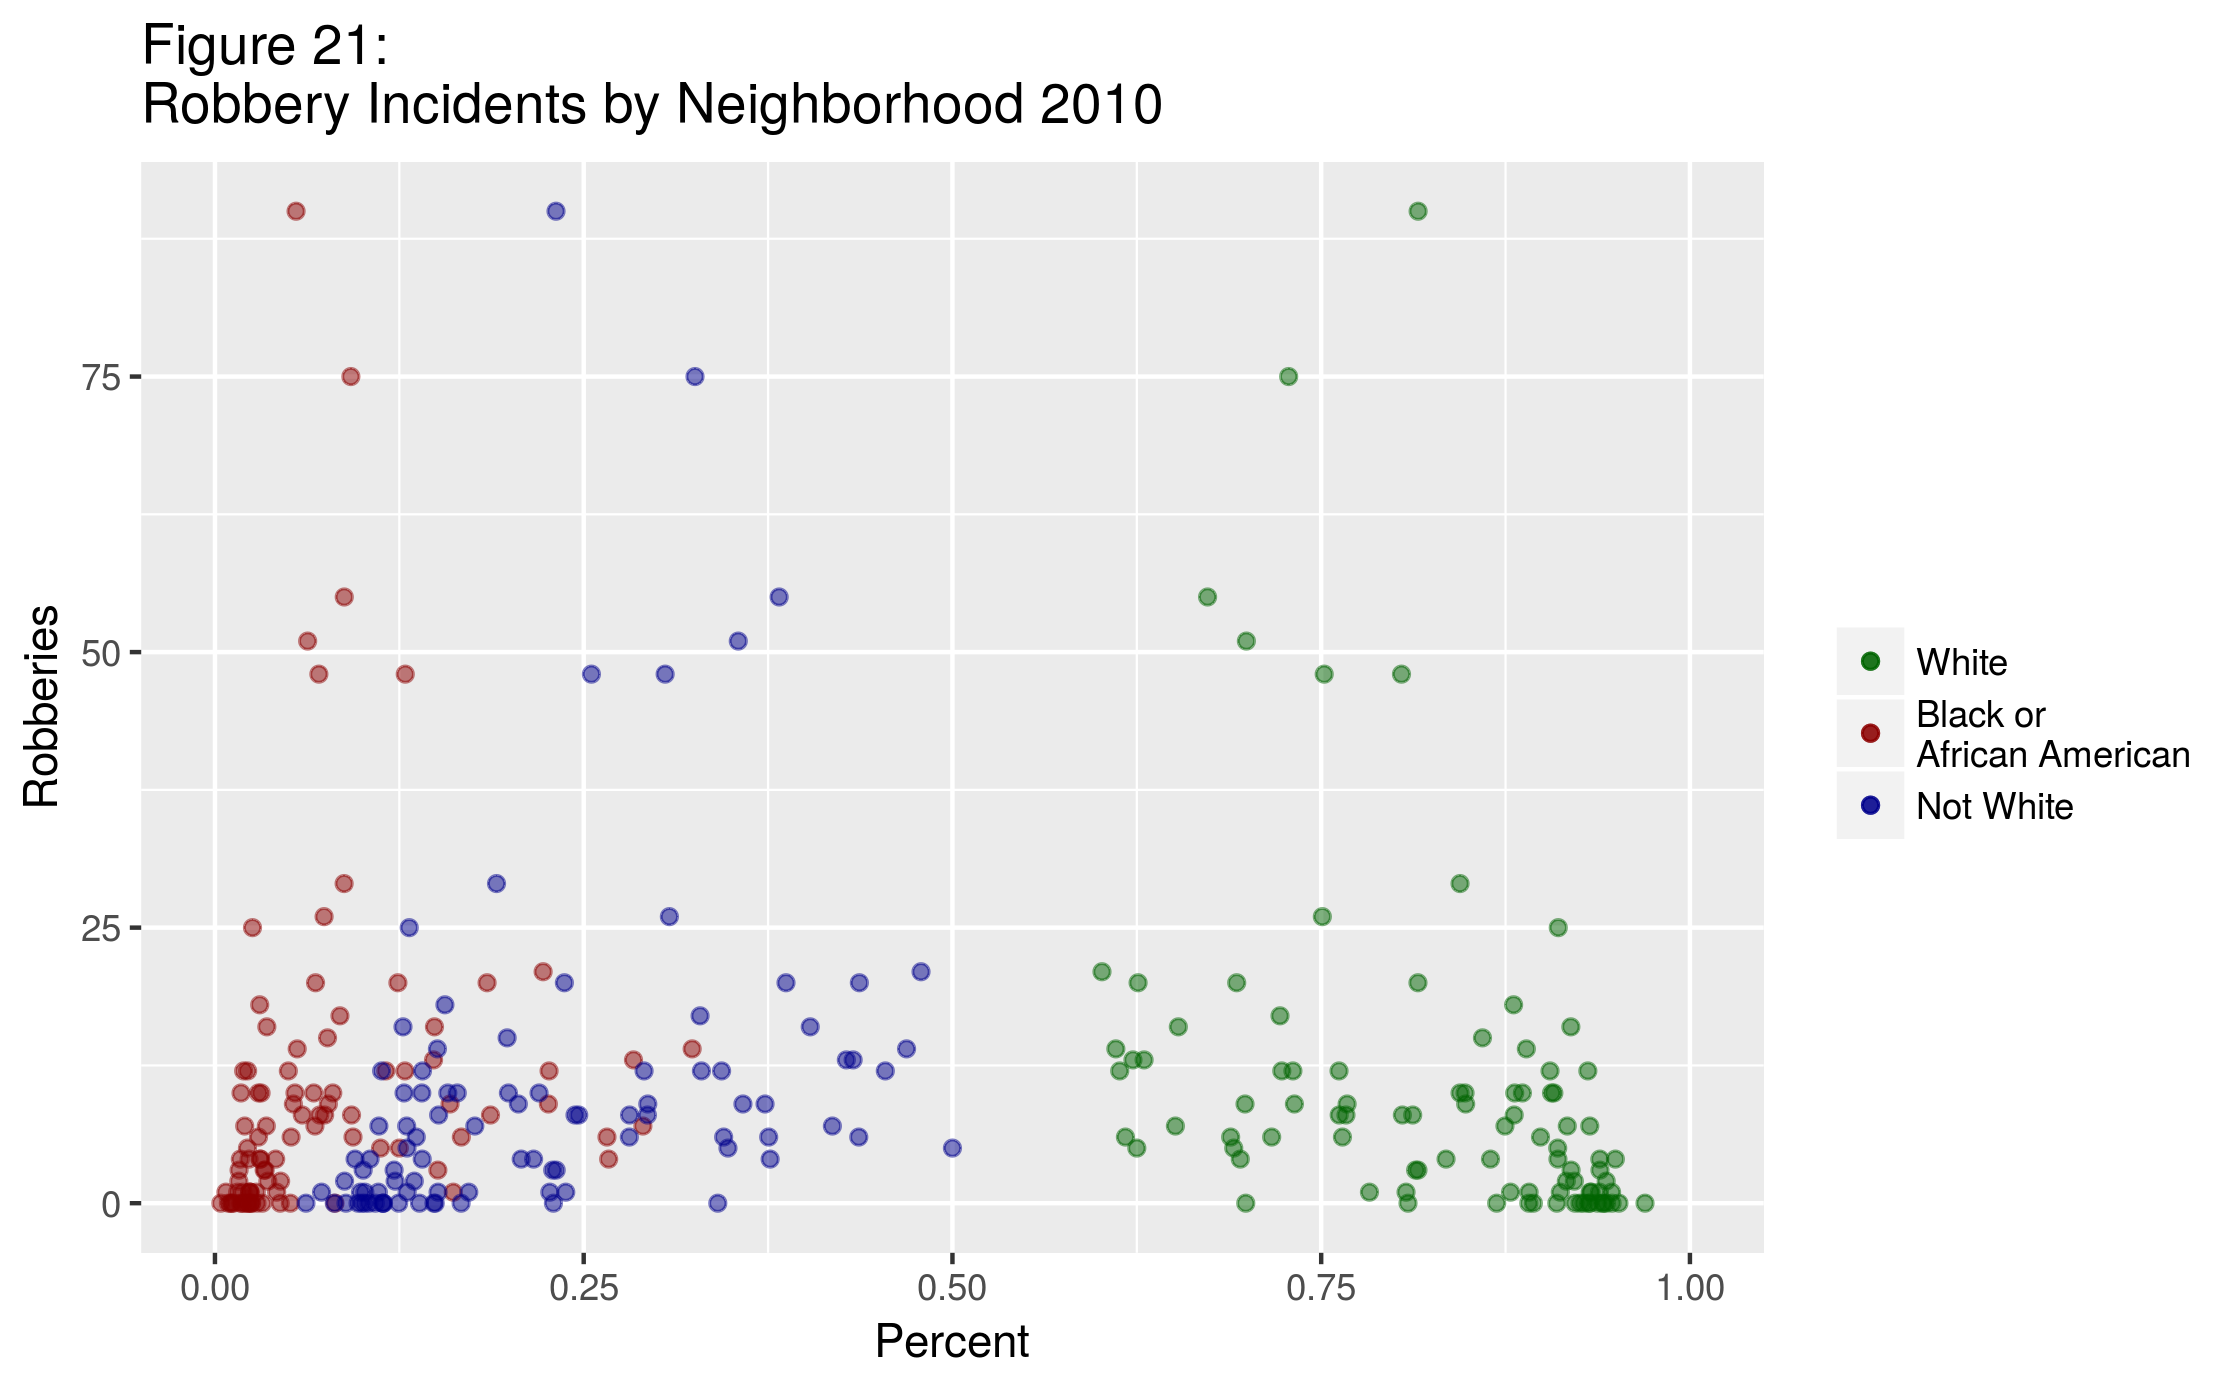 Figure 21:
Robbery Incidents by Neighborhood 2010
Robberies
75
50
25
0
0.00 0.25 0.50 0.75 1.00
Percent
White
Black or
African American
Not White